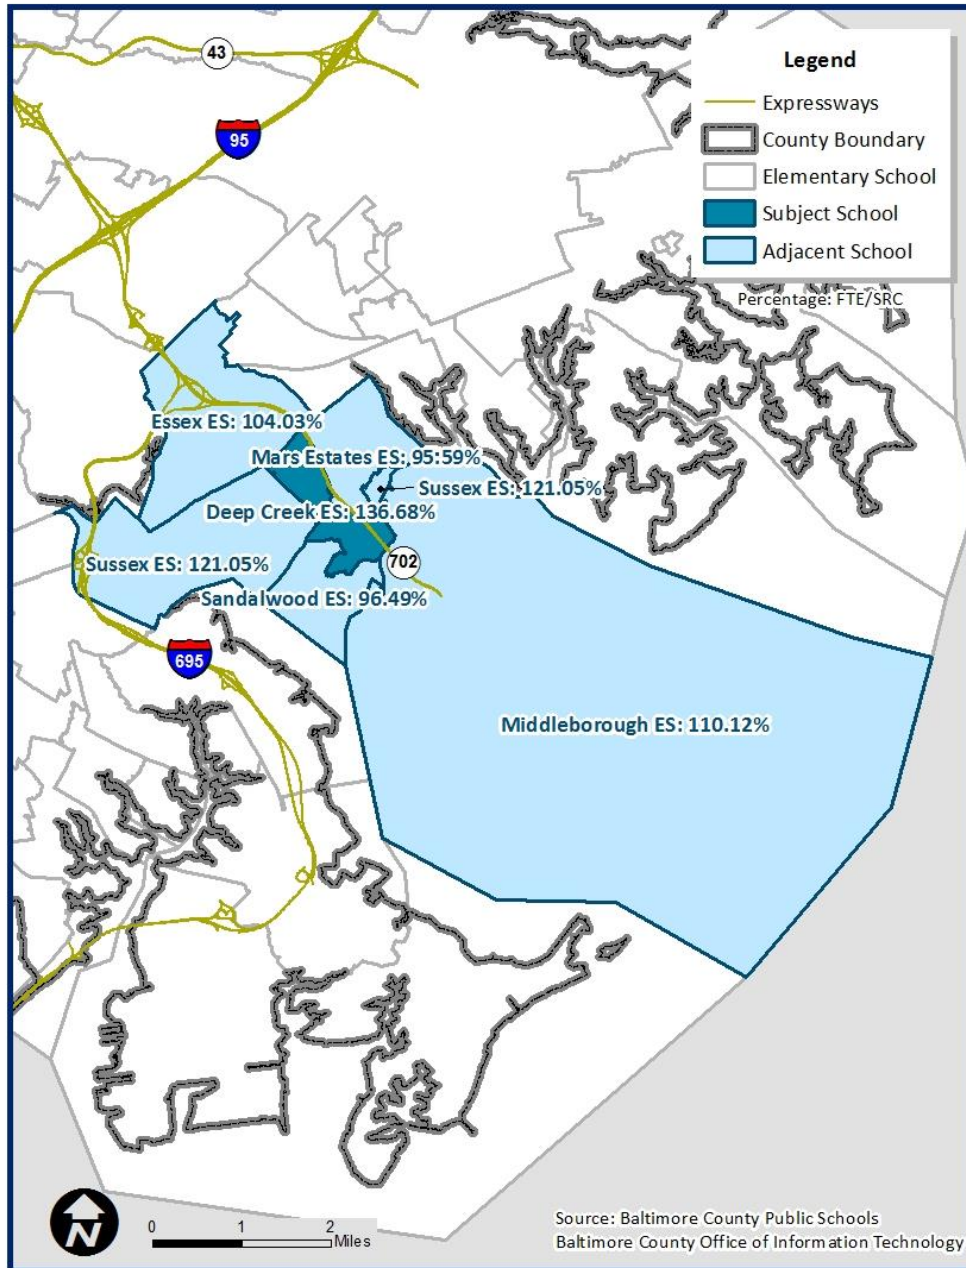 43
95
Legend
Expressways
County Boundary
Elementary School
Subject School
Adjacent School
Percentage: FTE/SRC
Essex ES: 104.03%
Mars Estates ES: 95.59%
Sussex ES: 121.05%
Deep Creek ES: 136.68%
702
Sussex ES: 121.05%
Sandalwood ES: 96.49%
695
Middleborough ES: 110.12%
N
0 1 2
Miles
Source: Baltimore County Public Schools
Baltimore County Office of Information Technology